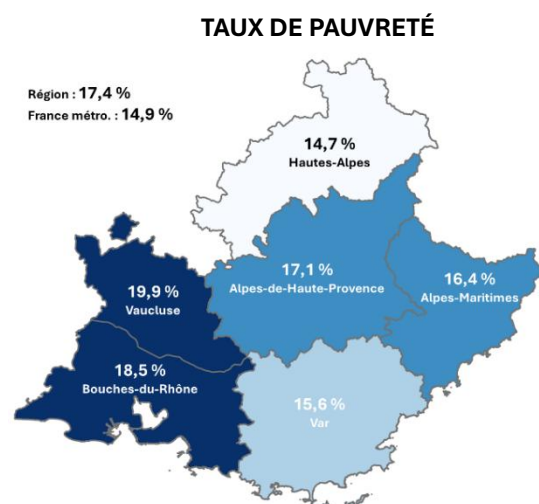 TAUX DE PAUVRETÉ
Région : 17,4 %
France métro. : 14,9 %
14,7 %
Hautes-Alpes
17,1 %
Alpes-de-Haute-Provence
16,4 %
Alpes-Maritimes
19,9 %
Vaucluse
18,5 %
Bouches-du-Rhône
15,6 %
Var